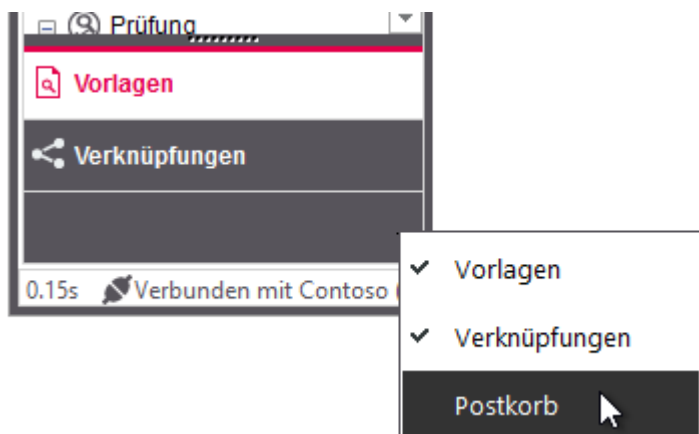 Prüfung
Vorlagen
Verknüpfungen
0.15s Verbunden mit Contoso (
Vorlagen
Verknüpfungen
Postkorb